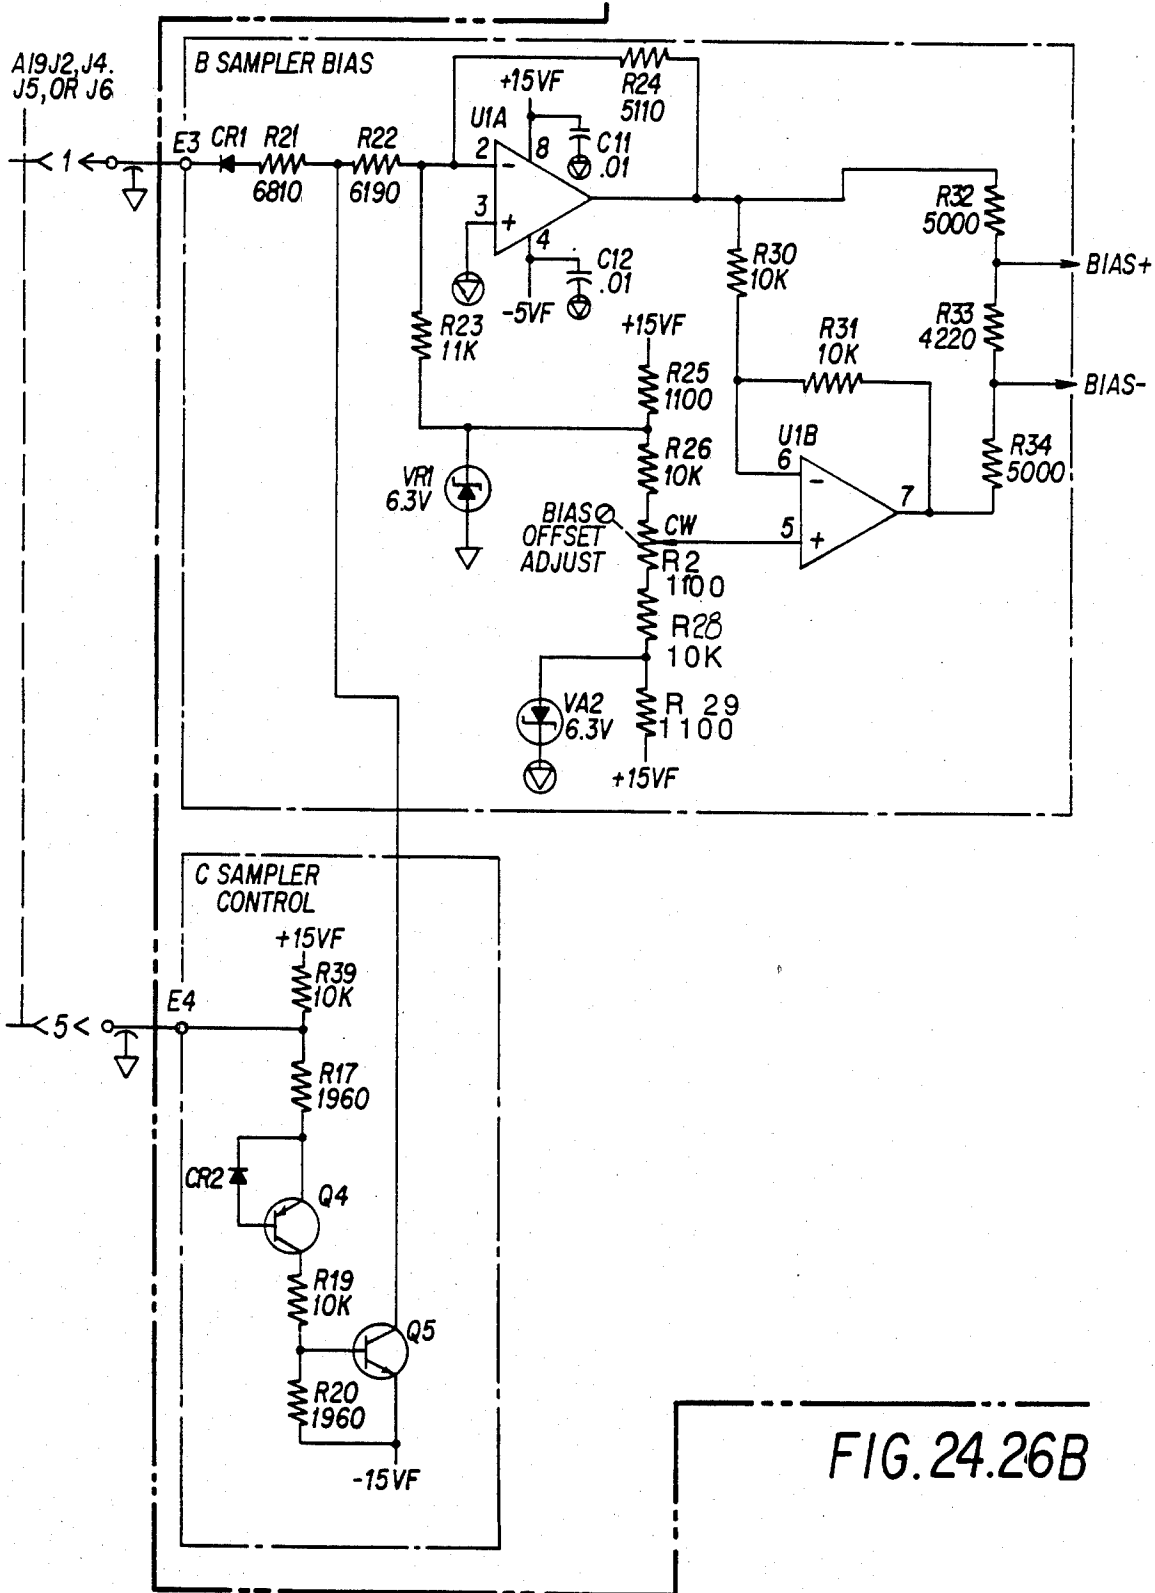 A19J2, J4.
J5, OR J6
B SAMPLER BIAS
+15VF
R24
5110
U1A
E3
CR1
R21
R22
2
-
8
C11
.01
1
6810
6190
3
+
4
R32
5000
C12
.01
R30
10K
BIAS+
-5VF
R23
11K
+15VF
R33
4220
R31
10K
R25
1100
BIAS-
U1B
6
-
R26
10K
R34
5000
VR1
6.3V
7
BIAS
OFFSET
ADJUST
CW
5
+
R2
1100
R28
10K
VA2
6.3V
R 29
1100
+15VF
C SAMPLER
CONTROL
+15VF
R39
10K
E4
5
R17
1960
CR2
Q4
R19
10K
Q5
R20
1960
-15VF
FIG. 24.26B